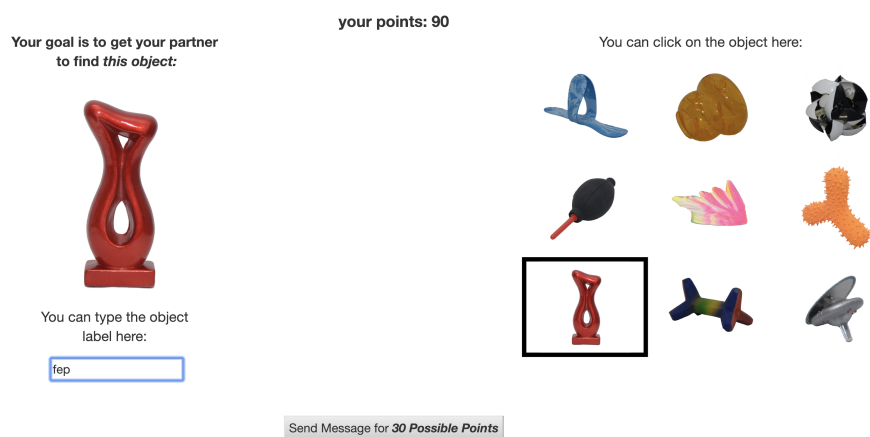 your points: 90
Your goal is to get your partner
to find this object:
You can type the object
label here:
fep
You can click on the object here:
Send Message for 30 Possible Points